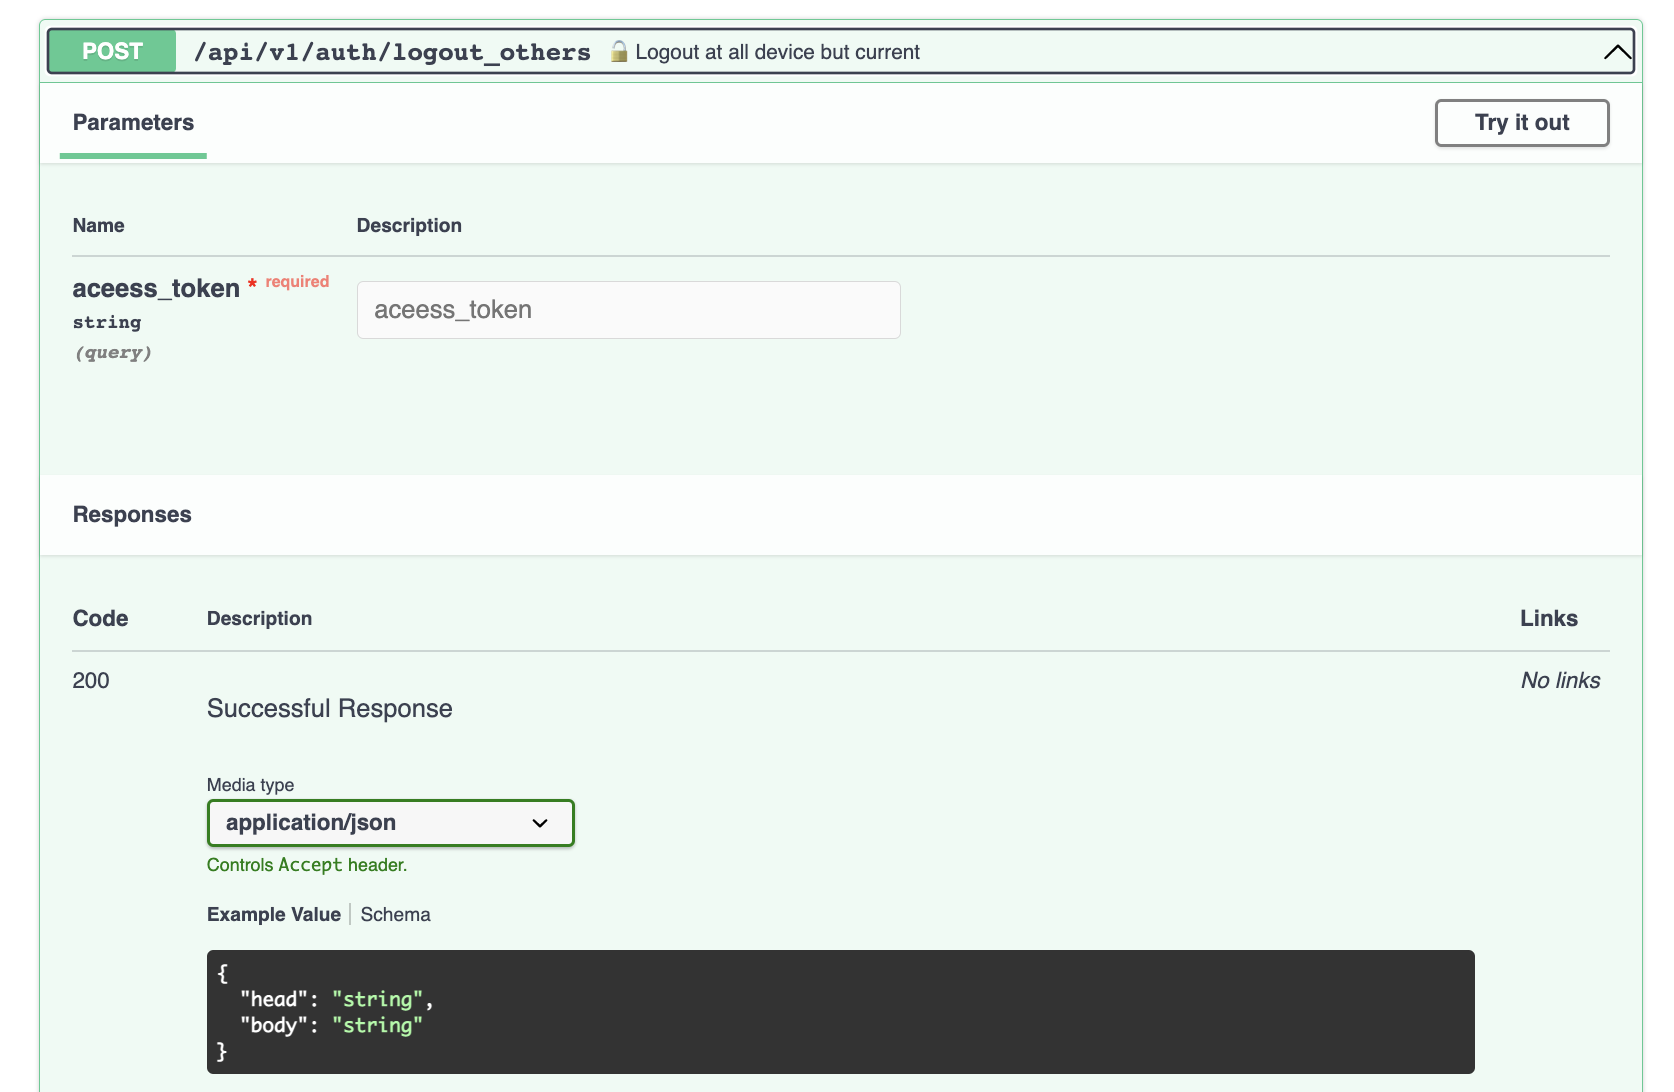 POST /api/v1/auth/logout_others 🔒 Logout at all device but current
Parameters
Try it out
Name Description
aceess_token * required
aceess_token
string
(query)
Responses
Code Description Links
200 No links
Successful Response
Media type
application/json
Controls Accept header.
Example Value | Schema
{
"head": "string",
"body": "string"
}